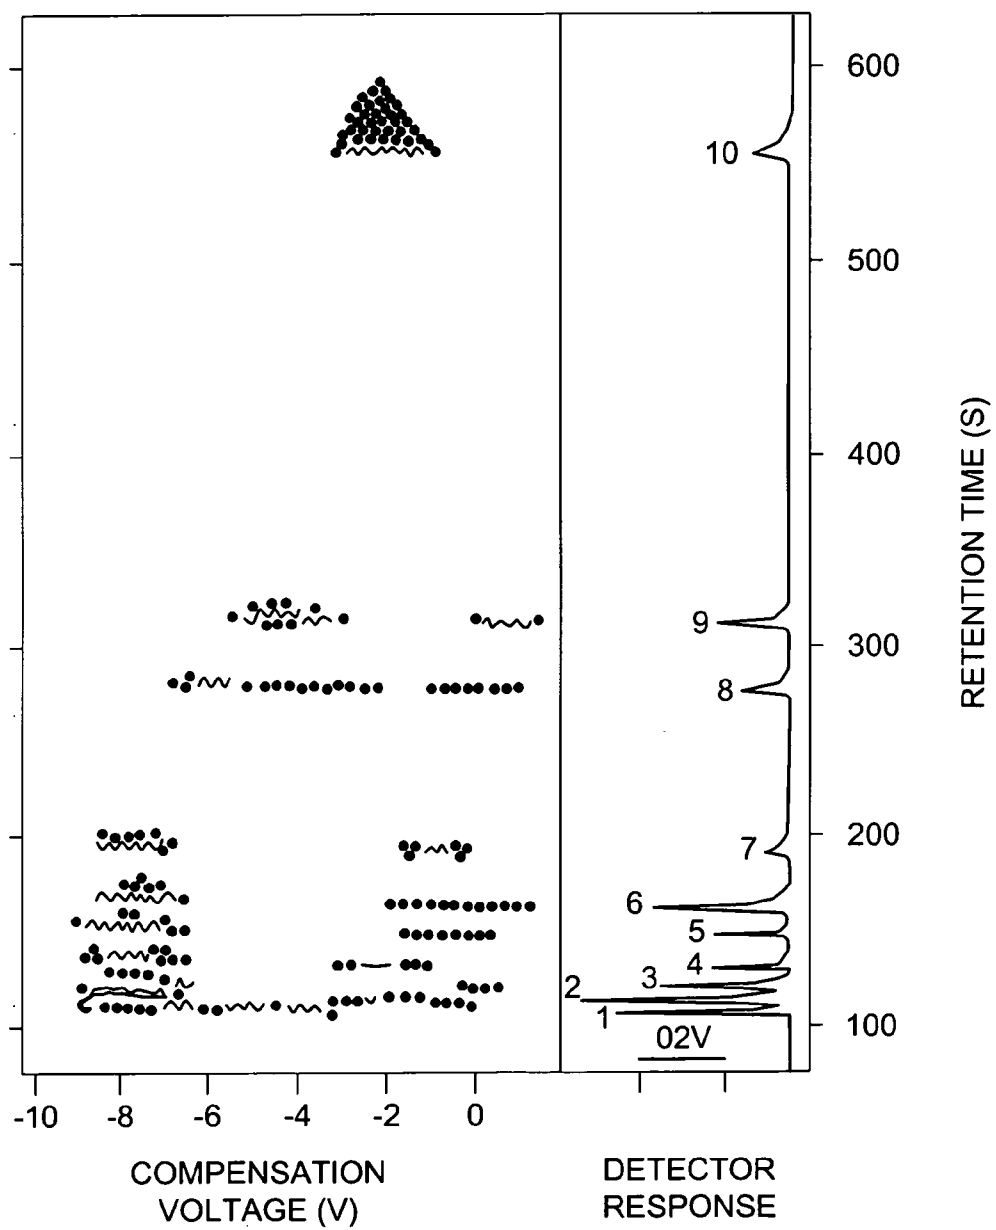 600
10
500
400
9
300
8
200
7
6
5
4
3
2
1
100
02V
-10 -8 -6 -4 -2 0
COMPENSATION
VOLTAGE (V)
DETECTOR
RESPONSE
RETENTION TIME (S)